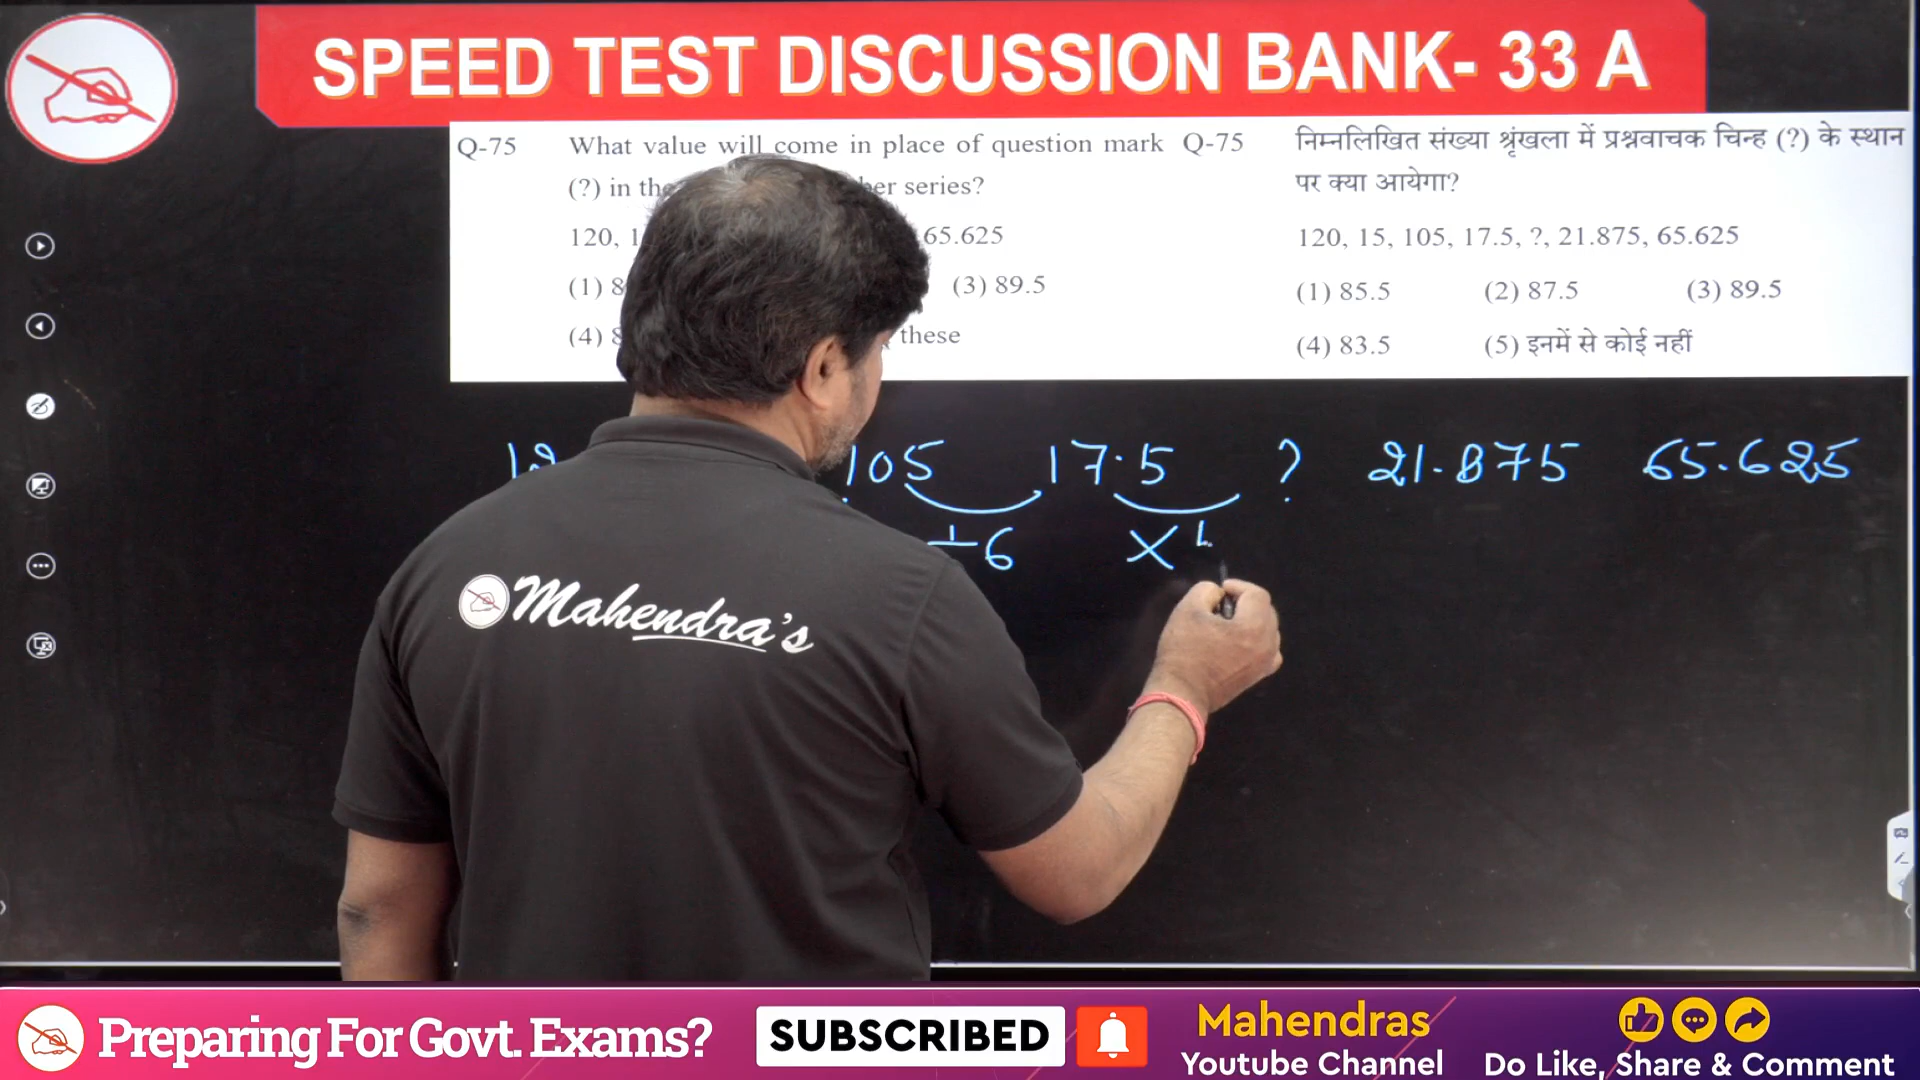 SPEED TEST DISCUSSION BANK- 33 A
Q-75 What value will come in place of question mark
(?) in the er series?
120, 1 65.625
(1) 8 (3) 89.5
(4) 8 these
Q-75 निम्नलिखित संख्या श्रृंखला में प्रश्नवाचक चिन्ह (?) के स्थान
पर क्या आयेगा?
120, 15, 105, 17.5, ?, 21.875, 65.625
(1) 85.5 (2) 87.5 (3) 89.5
(4) 83.5 (5) इनमें से कोई नहीं
12 105 17.5 ? 21.875 65.625
÷6 ×
Mahendra's
Preparing For Govt. Exams?
SUBSCRIBED
Mahendras
Youtube Channel
Do Like, Share & Comment